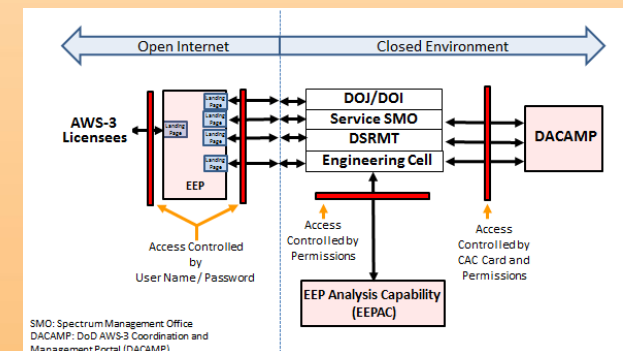 Open Internet
Closed Environment
AWS-3
Licensees
Landing
Page
Landing
Page
Landing
Page
Landing
Page
Landing
Page
EEP
DOJ/DOI
Service SMO
DSRMT
Engineering Cell
DACAMP
Access Controlled
by
User Name / Password
Access
Controlled by
Permissions
Access
Controlled by
CAC Card and
Permissions
EEP Analysis Capability
(EEPAC)
SMO: Spectrum Management Office
DACAMP: DoD AWS-3 Coordination and
Management Portal (DACAMP)